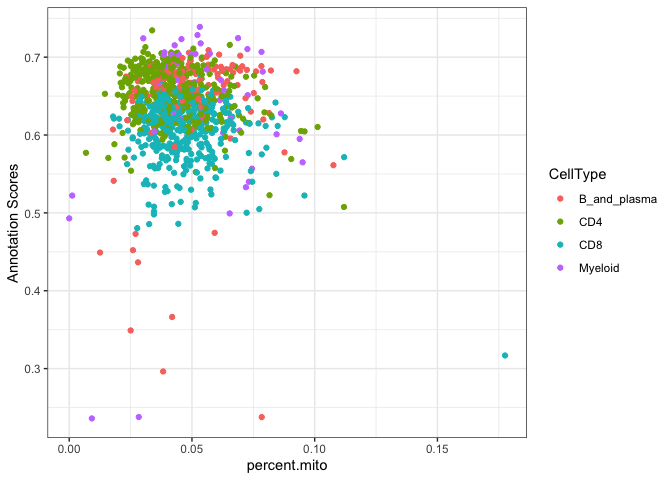 0.7
0.6
0.5
0.4
0.3
Annotation Scores
0.00
0.05
0.10
0.15
percent.mito
CellType
B_and_plasma
CD4
CD8
Myeloid